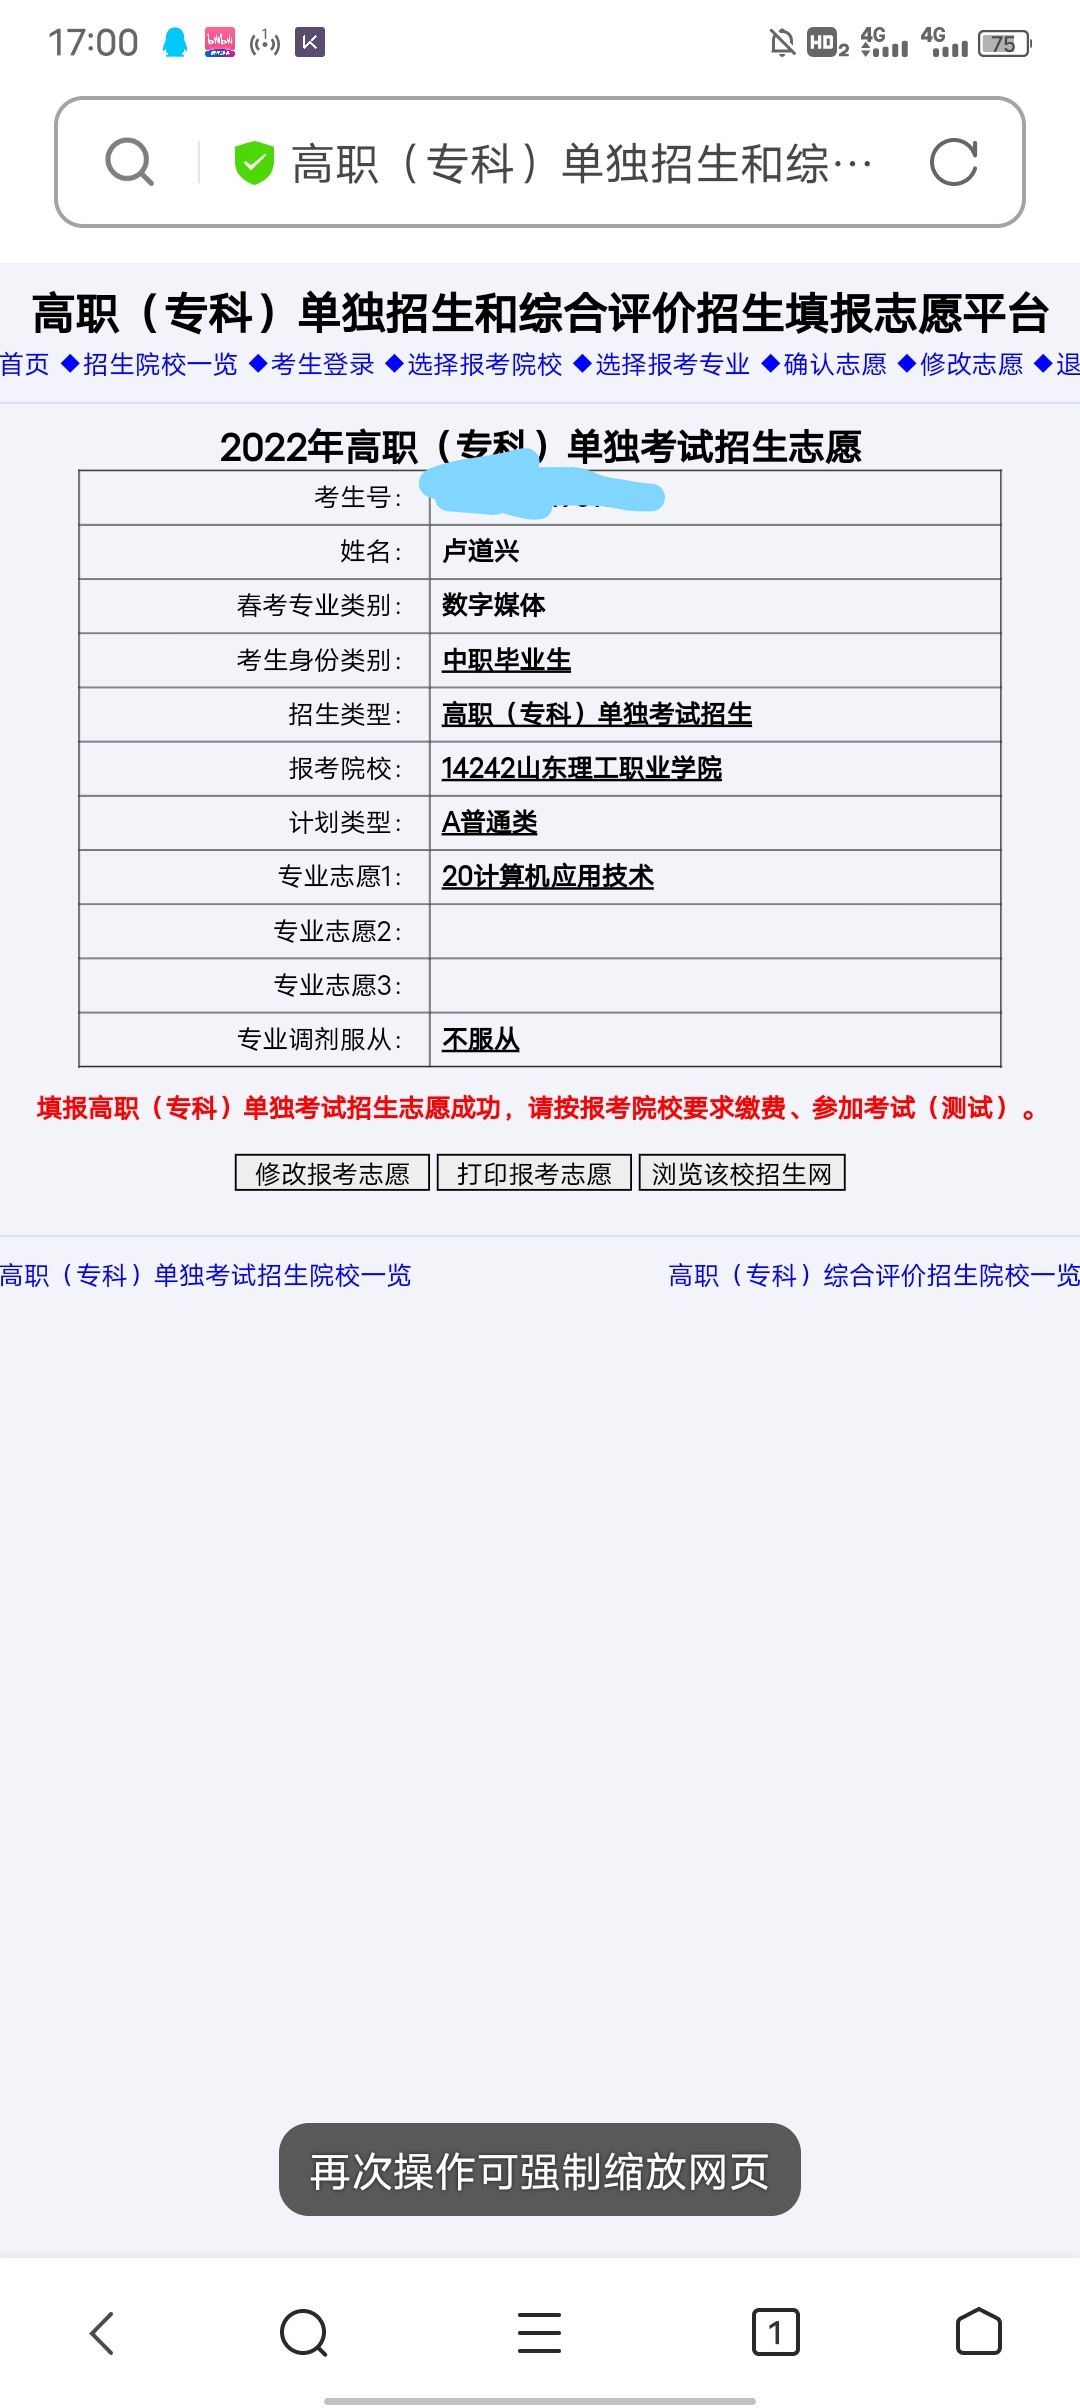 17:00
HD 2 4G 4G 75
高职（专科）单独招生和综…
高职（专科）单独招生和综合评价招生填报志愿平台
首页 ◆招生院校一览 ◆考生登录 ◆选择报考院校 ◆选择报考专业 ◆确认志愿 ◆修改志愿 ◆退
2022年高职（专科）单独考试招生志愿
考生号：
姓名： 卢道兴
春考专业类别： 数字媒体
考生身份类别： 中职毕业生
招生类型： 高职（专科）单独考试招生
报考院校： 14242山东理工职业学院
计划类型： A普通类
专业志愿1： 20计算机应用技术
专业志愿2：
专业志愿3：
专业调剂服从： 不服从
填报高职（专科）单独考试招生志愿成功，请按报考院校要求缴费、参加考试（测试）。
修改报考志愿 打印报考志愿 浏览该校招生网
高职（专科）单独考试招生院校一览 高职（专科）综合评价招生院校一览
再次操作可强制缩放网页
1